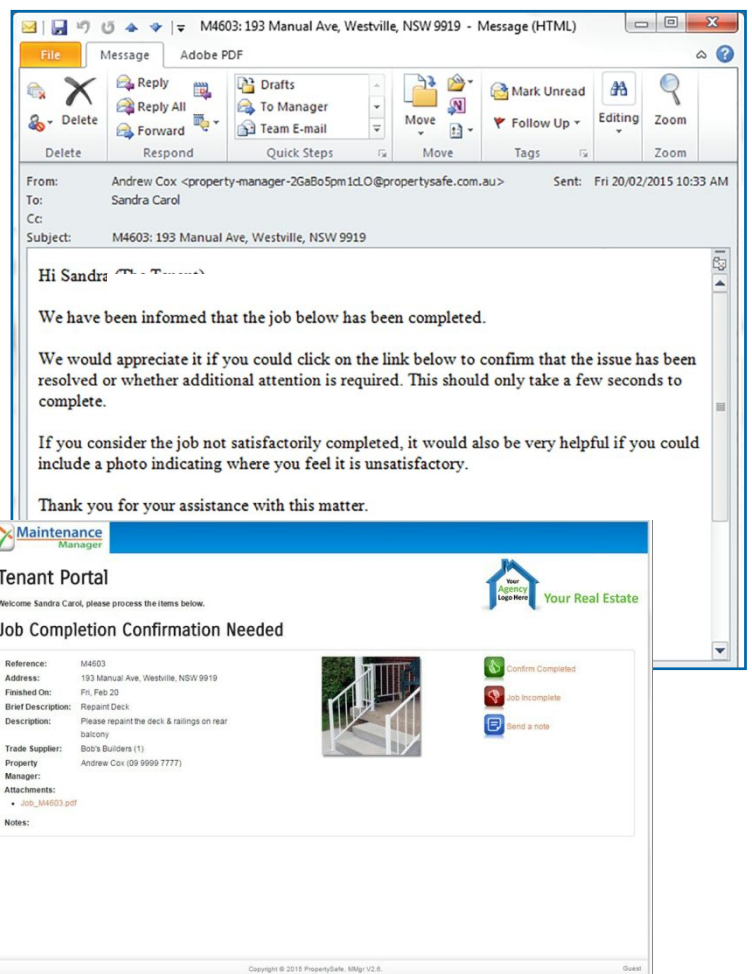 M4603: 193 Manual Ave, Westville, NSW 9919 - Message (HTML)
File Message Adobe PDF
Delete
Reply
Reply All
Forward
Drafts
To Manager
Team E-mail
Move
Mark Unread
Follow Up
Editing
Zoom
Delete Respond Quick Steps Move Tags Zoom
From: Andrew Cox <property-manager-2GaBo5pm1cLO@propertysafe.com.au> Sent: Fri 20/02/2015 10:33 AM
To: Sandra Carol
Cc:
Subject: M4603: 193 Manual Ave, Westville, NSW 9919
Hi Sandra
We have been informed that the job below has been completed.
We would appreciate it if you could click on the link below to confirm that the issue has been
resolved or whether additional attention is required. This should only take a few seconds to
complete.
If you consider the job not satisfactorily completed, it would also be very helpful if you could
include a photo indicating where you feel it is unsatisfactory.
Thank you for your assistance with this matter.
Maintenance
Manager
Tenant Portal
Your
Agency
Logo Here
Your Real Estate
Welcome Sandra Carol, please process the items below.
Job Completion Confirmation Needed
Reference: M4603
Address: 193 Manual Ave, Westville, NSW 9919
Finished On: Fri, Feb 20
Brief Description: Repaint Deck
Description: Please repaint the deck & railings on rear
balcony
Trade Supplier: Bob's Builders (1)
Property Andrew Cox (09 9999 7777)
Manager:
Attachments:
Job_M4603.pdf
Notes:
Confirm Completed
Job Incomplete
Send a note
Copyright © 2015 PropertySafe. MMgr V2.6. Guest